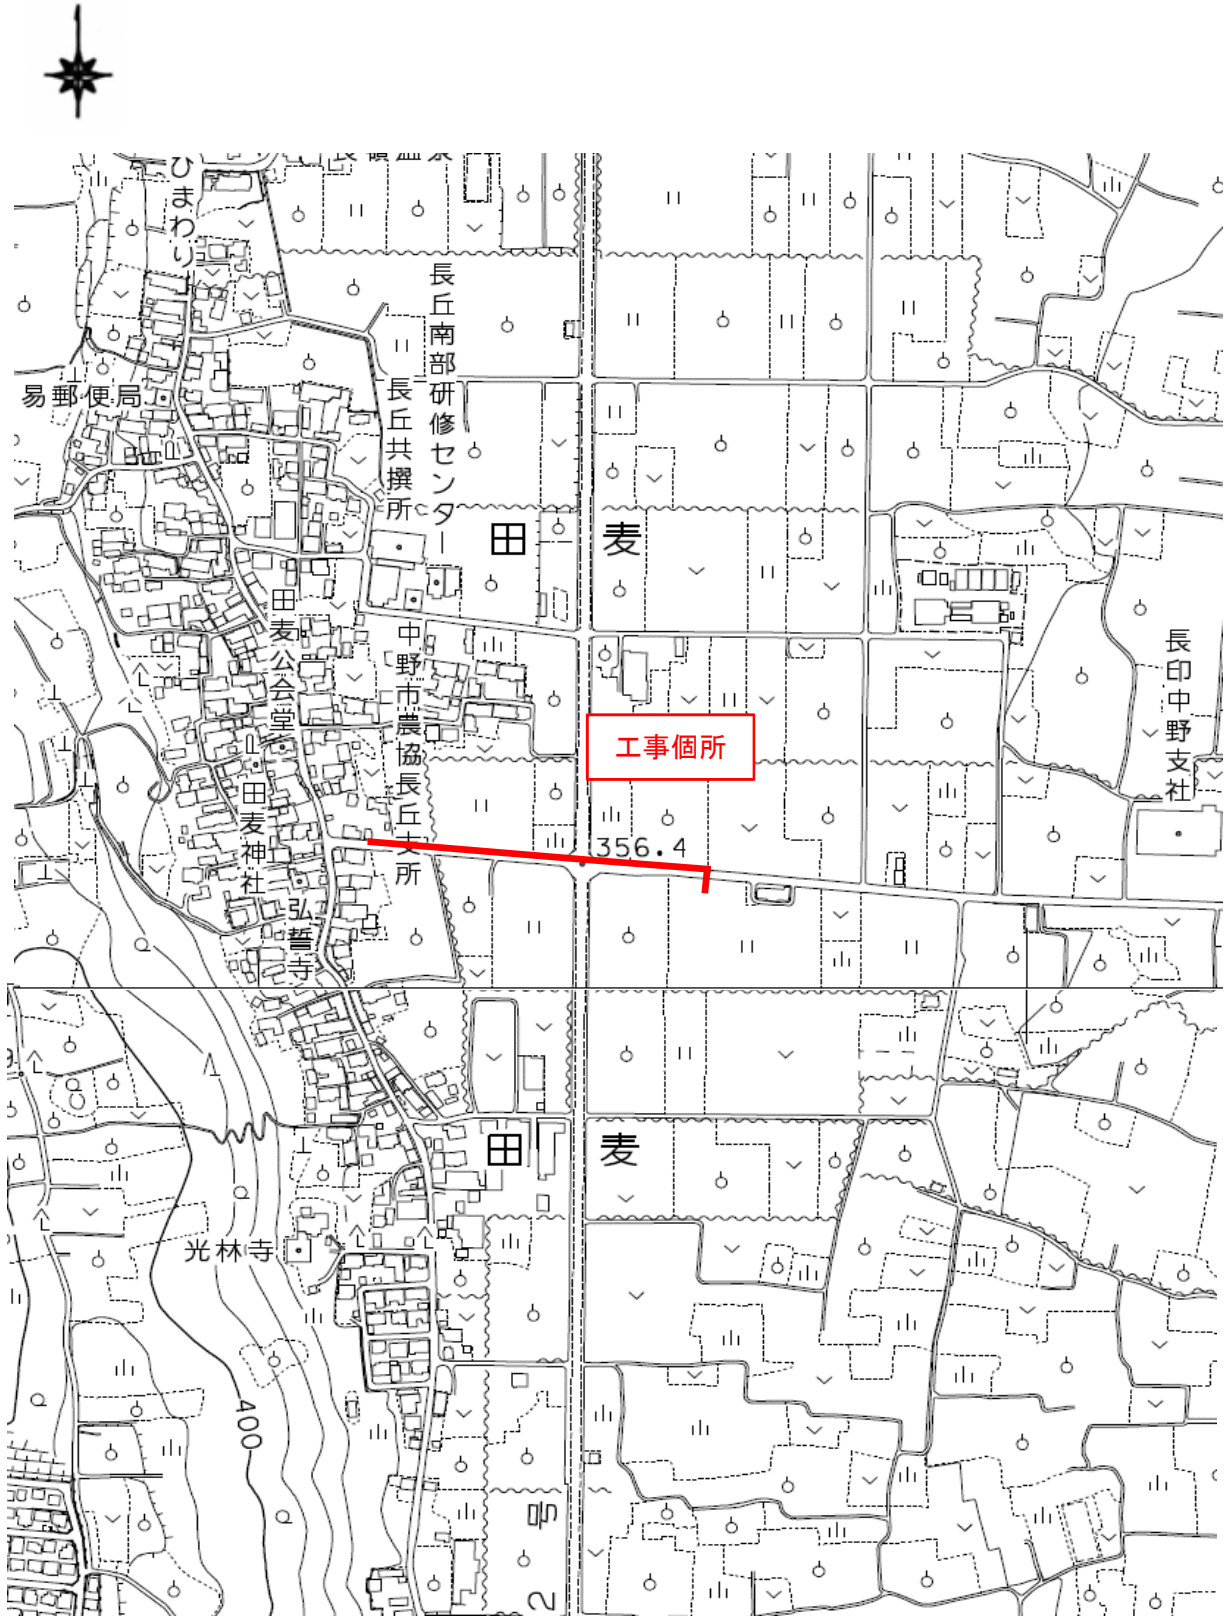 ひまわり
長丘南部研修センター
長丘共撰所
易郵便局
田麦
田麦公会堂
中野市農協長丘支所
長印中野支社
工事個所
田麦神社
356.4
弘誓寺
田麦
光林寺
400
2号